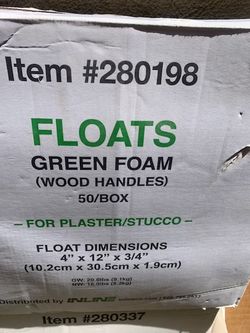 Item #280198
FLOATS
GREEN FOAM
(WOOD HANDLES)
50/BOX
– FOR PLASTER/STUCCO –
FLOAT DIMENSIONS
4" x 12" x 3/4"
(10.2cm x 30.5cm x 1.9cm)
Distributed by INLINE
Item #280337